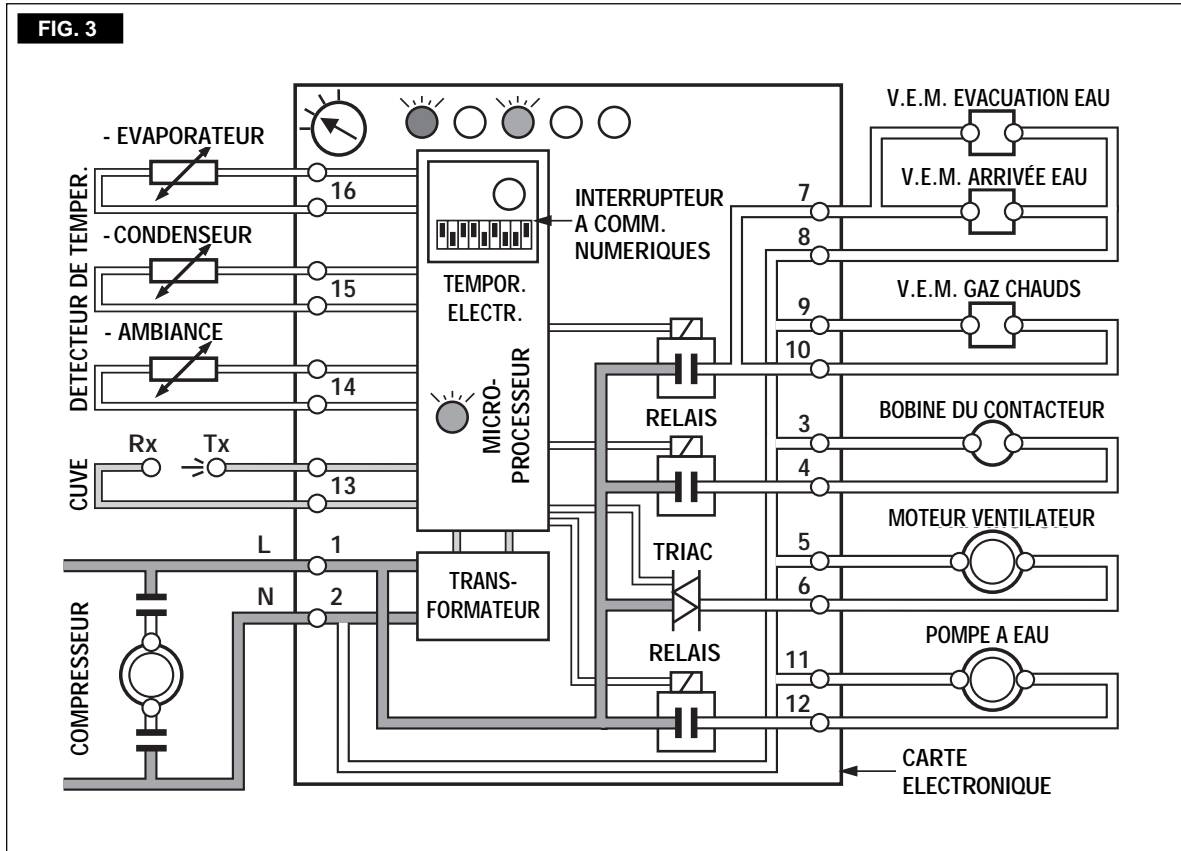 FIG. 3
DETECTEUR DE TEMPER.
- EVAPORATEUR
16
-CONDENSEUR
15
- AMBIANCE
14
CUVE
Rx
Tx
13
L
1
N
2
COMPRESSEUR
INTERRUPTEUR
A COMM.
NUMERIQUES
TEMPOR.
ELECTR.
MICRO-
PROCESSEUR
TRANS-
FORMATEUR
RELAIS
TRIAC
RELAIS
V.E.M. EVACUATION EAU
V.E.M. ARRIVÉE EAU
7
8
V.E.M. GAZ CHAUDS
9
10
BOBINE DU CONTACTEUR
3
4
MOTEUR VENTILATEUR
5
6
POMPE A EAU
11
12
CARTE
ELECTRONIQUE